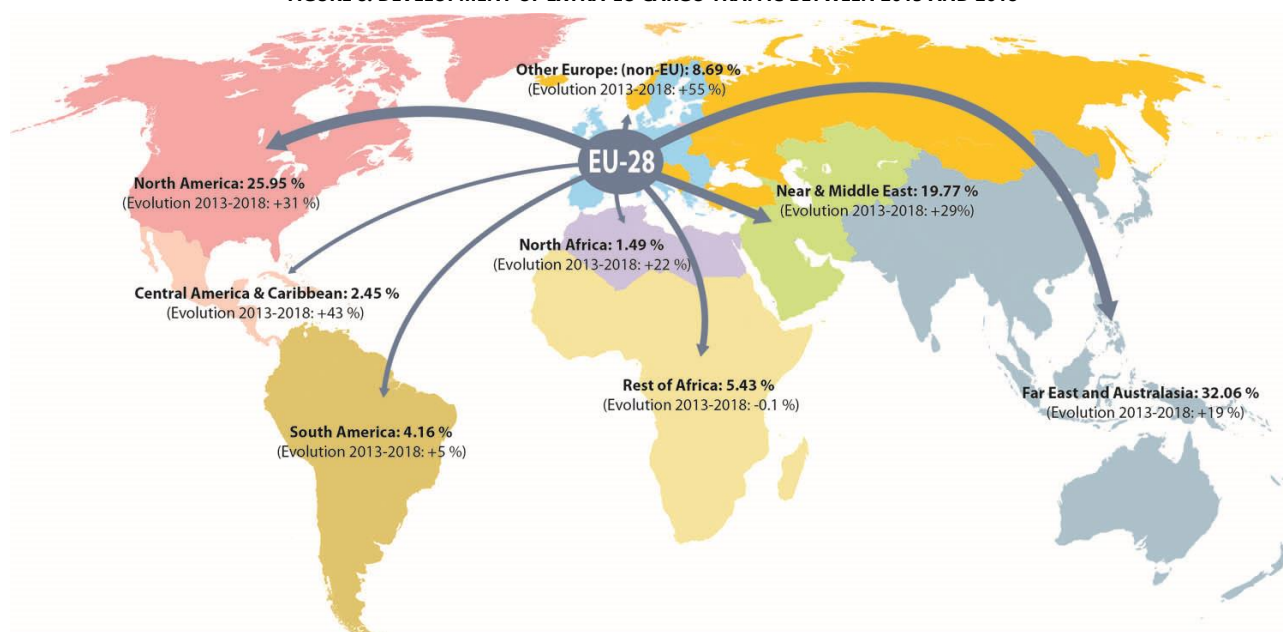 Other Europe: (non-EU): 8.69 %
(Evolution 2013-2018: +55 %)
EU-28
North America: 25.95 %
(Evolution 2013-2018: +31 %)
Near & Middle East: 19.77 %
(Evolution 2013-2018: +29%)
North Africa: 1.49 %
(Evolution 2013-2018: +22 %)
Central America & Caribbean: 2.45 %
(Evolution 2013-2018: +43 %)
Rest of Africa: 5.43 %
(Evolution 2013-2018: -0.1 %)
Far East and Australasia: 32.06 %
(Evolution 2013-2018: +19 %)
South America: 4.16 %
(Evolution 2013-2018: +5 %)